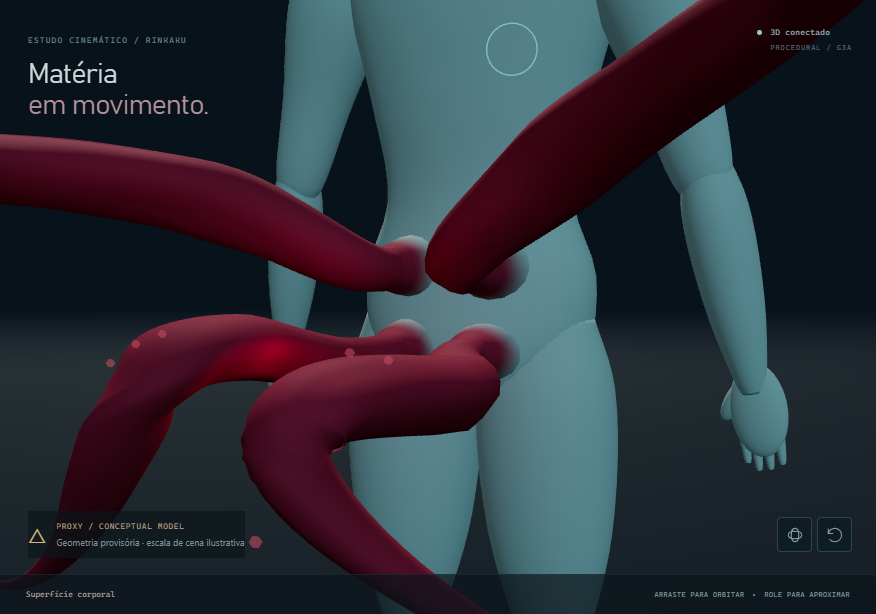 ESTUDO CINEMÁTICO / RINKAKU
Matéria
em movimento.
3D conectado
PROCEDURAL / G3A
PROXY / CONCEPTUAL MODEL
Geometria provisória · escala de cena ilustrativa
Superfície corporal
ARRASTE PARA ORBITAR • ROLE PARA APROXIMAR